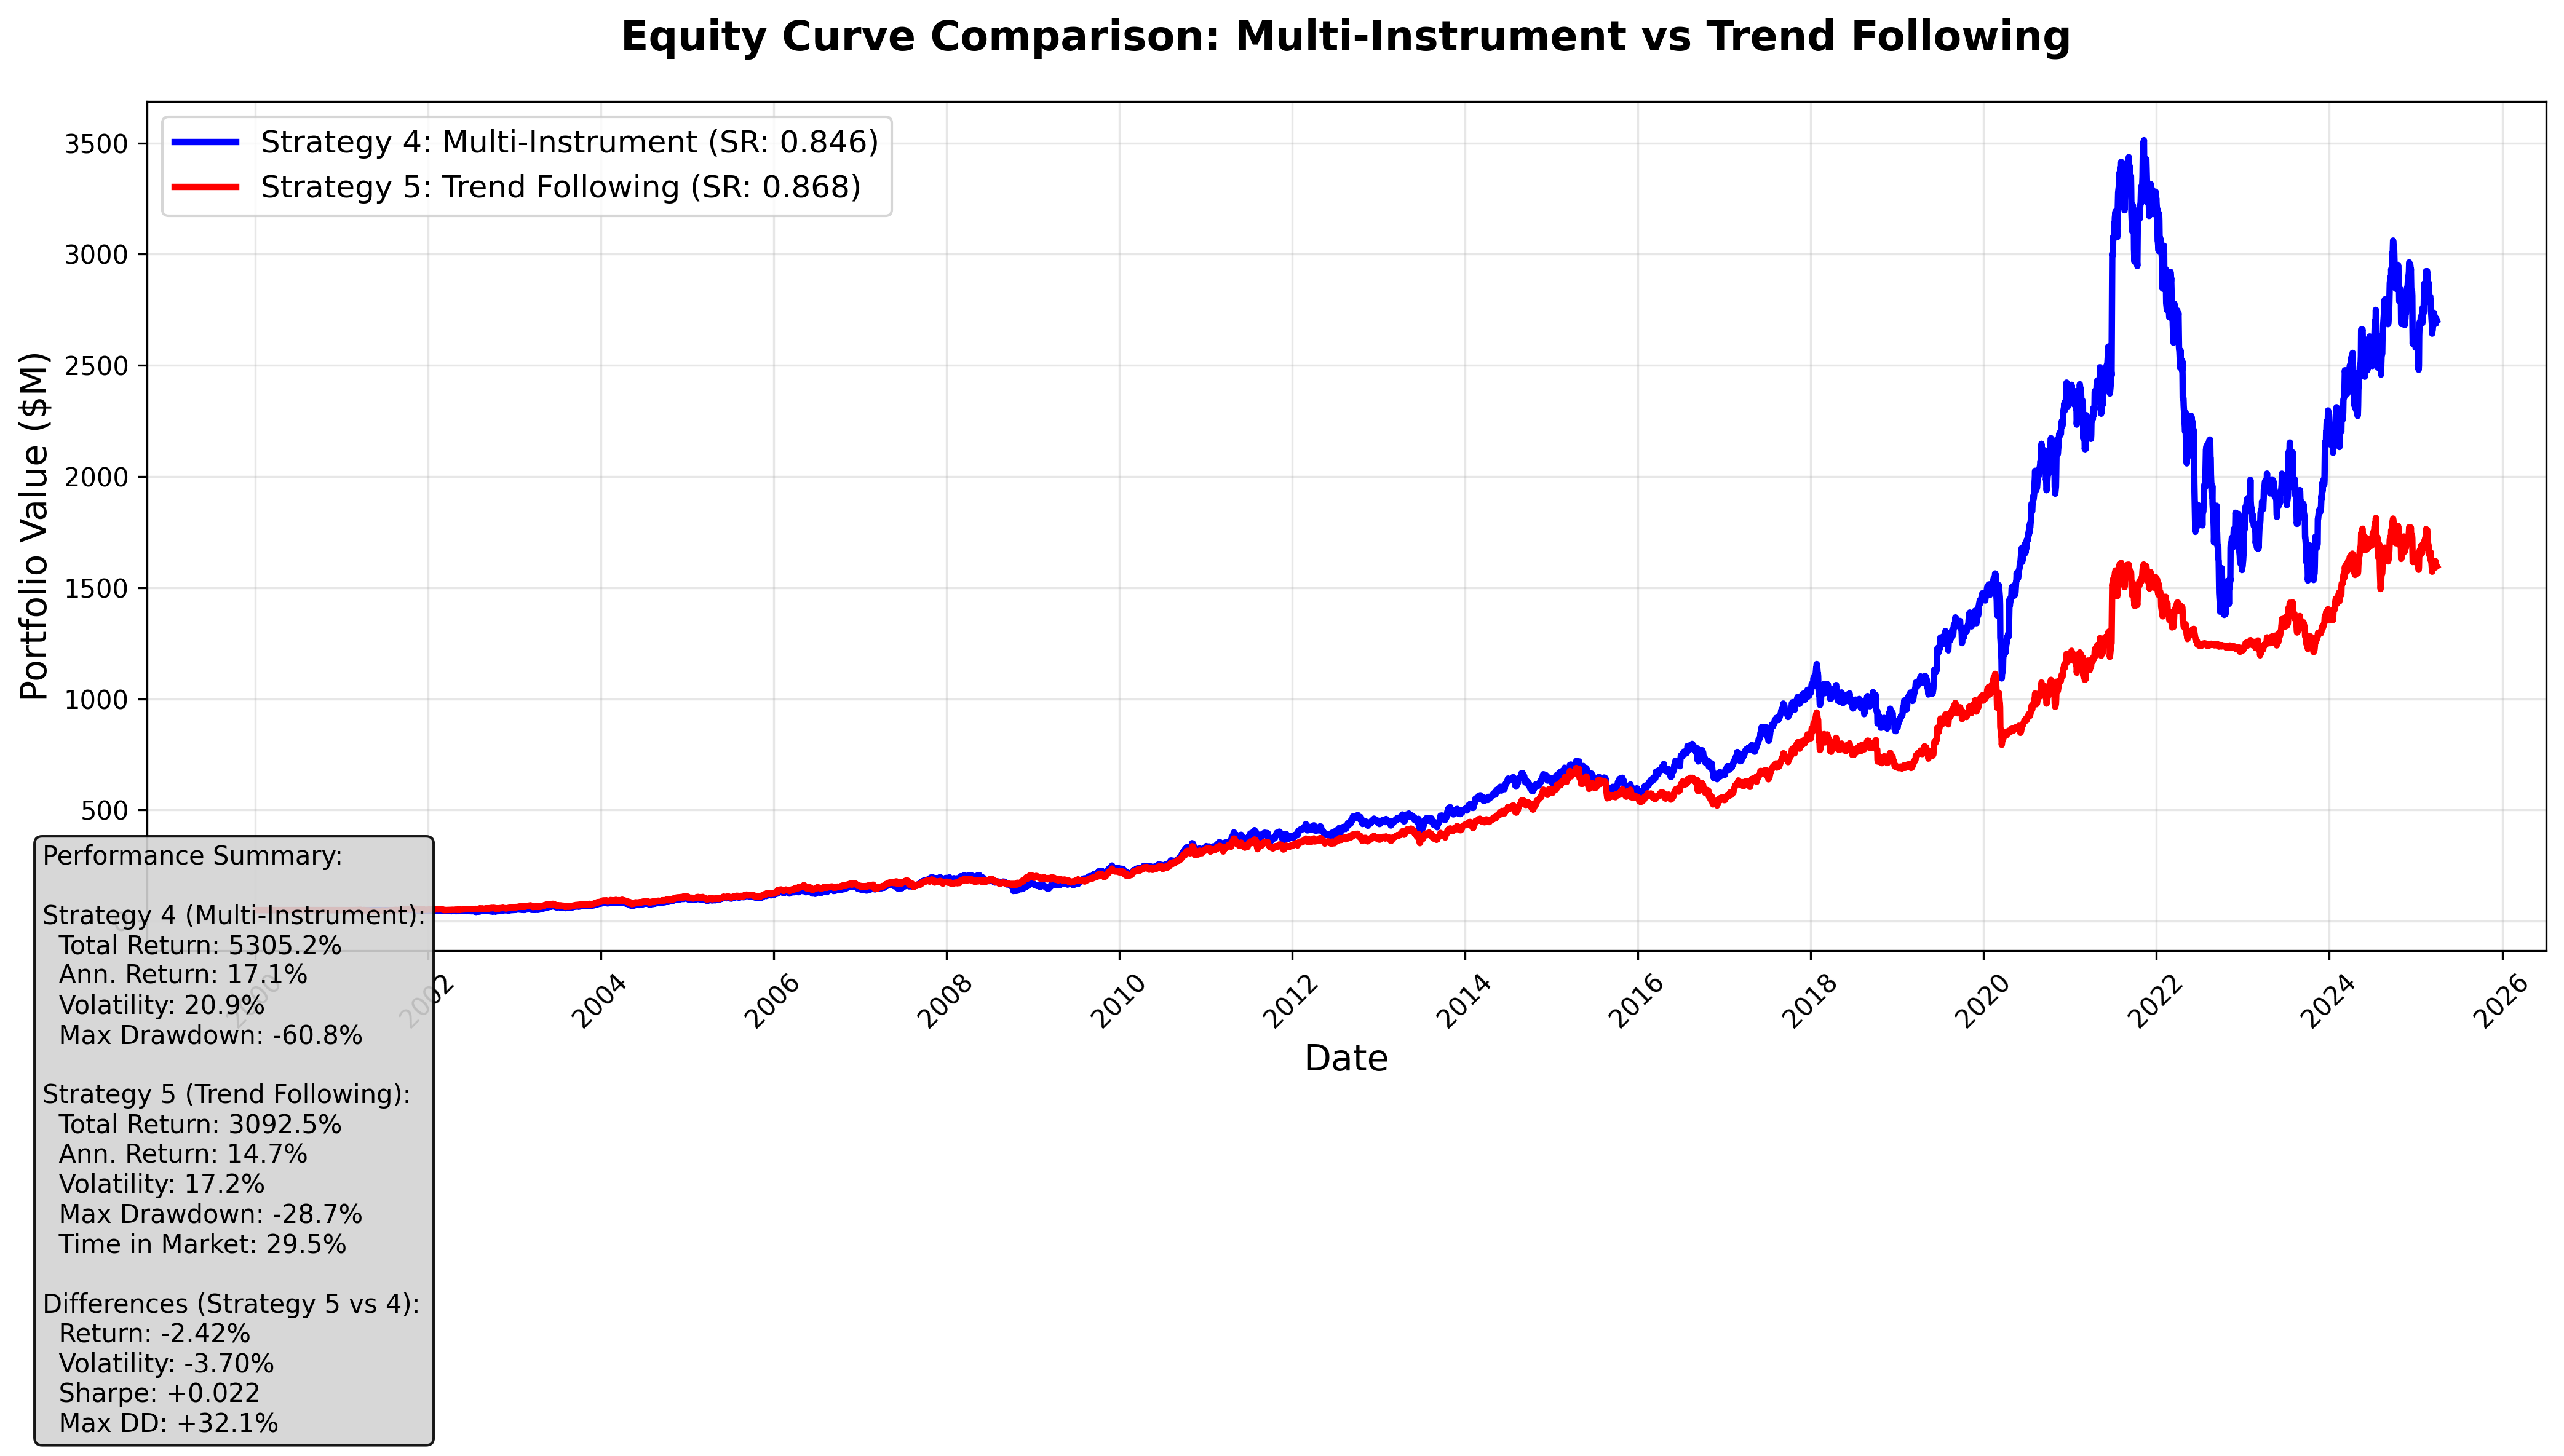 Equity Curve Comparison: Multi-Instrument vs Trend Following
Strategy 4: Multi-Instrument (SR: 0.846)
Strategy 5: Trend Following (SR: 0.868)
Portfolio Value ($M)
3500
3000
2500
2000
1500
1000
500
0
2000
2002
2004
2006
2008
2010
2012
2014
2016
2018
2020
2022
2024
2026
Date
Performance Summary:
Strategy 4 (Multi-Instrument):
Total Return: 5305.2%
Ann. Return: 17.1%
Volatility: 20.9%
Max Drawdown: -60.8%
Strategy 5 (Trend Following):
Total Return: 3092.5%
Ann. Return: 14.7%
Volatility: 17.2%
Max Drawdown: -28.7%
Time in Market: 29.5%
Differences (Strategy 5 vs 4):
Return: -2.42%
Volatility: -3.70%
Sharpe: +0.022
Max DD: +32.1%